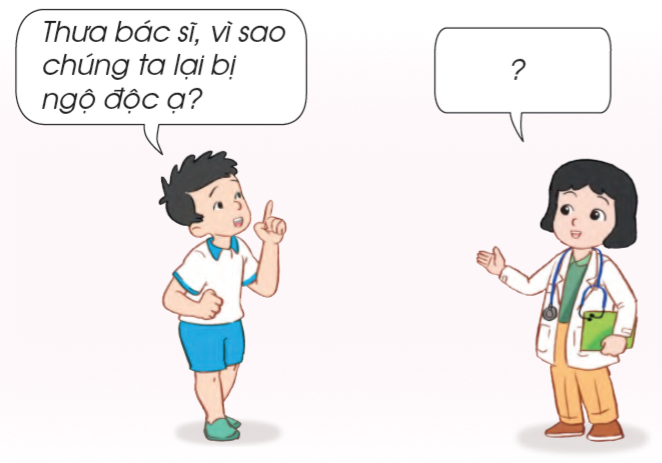 Thưa bác sĩ, vì sao
chúng ta lại bị
ngộ độc ạ?
?